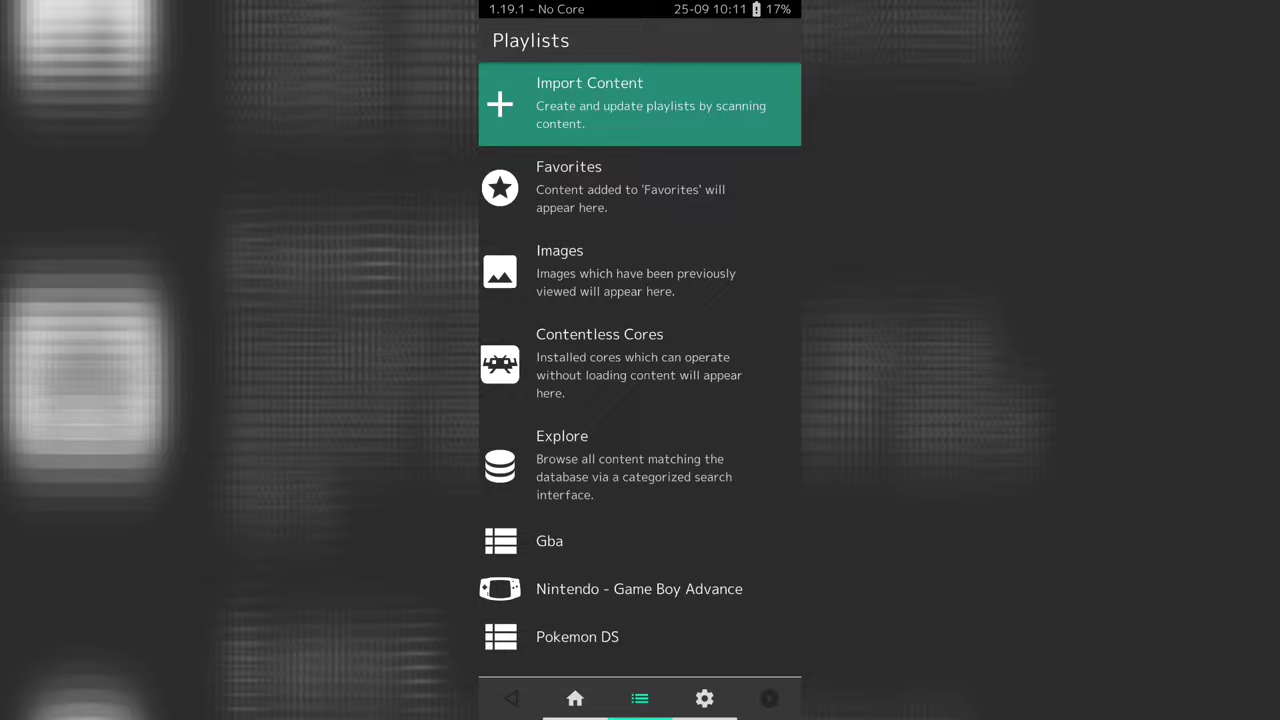 1.19.1 - No Core
25-09 10:11 17%
Playlists
Import Content
Create and update playlists by scanning
content.
Favorites
Content added to 'Favorites' will
appear here.
Images
Images which have been previously
viewed will appear here.
Contentless Cores
Installed cores which can operate
without loading content will appear
here.
Explore
Browse all content matching the
database via a categorized search
interface.
Gba
Nintendo - Game Boy Advance
Pokemon DS